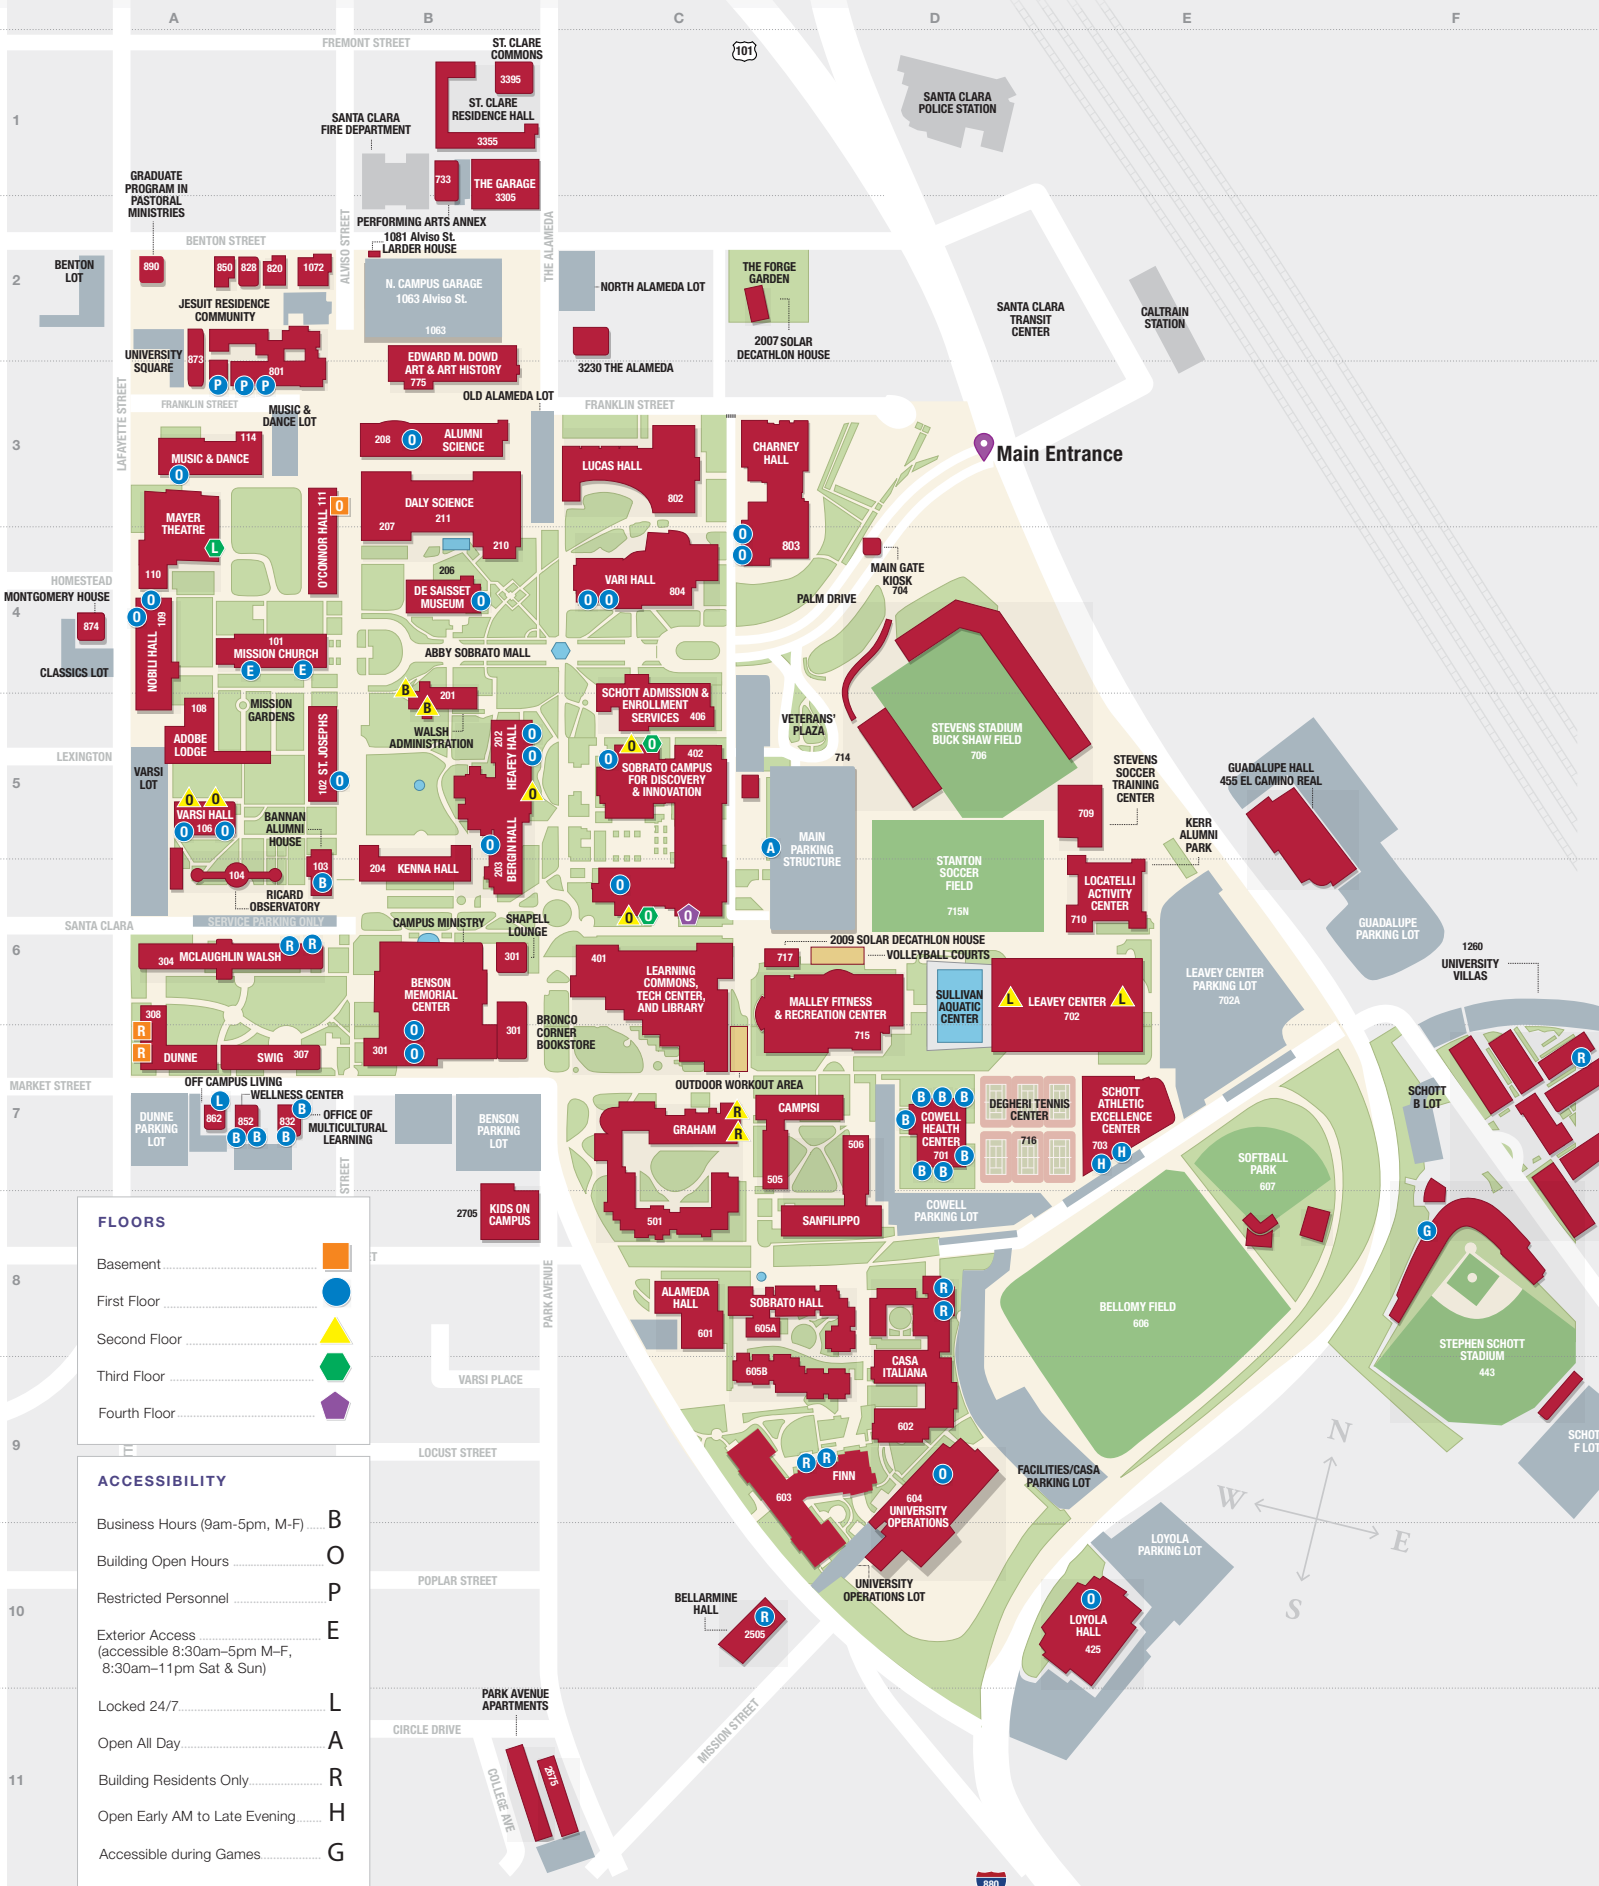 A
B
C
D
E
F
1
2
3
4
5
6
7
8
9
10
11
FREMONT STREET
ST. CLARE
COMMONS
3395
101
ST. CLARE
RESIDENCE HALL
3355
SANTA CLARA
FIRE DEPARTMENT
SANTA CLARA
POLICE STATION
733
THE GARAGE
3305
PERFORMING ARTS ANNEX
GRADUATE
PROGRAM IN
PASTORAL
MINISTRIES
BENTON STREET
ALVISO STREET
THE ALAMEDA
1081 Alviso St.
LARDER HOUSE
BENTON
LOT
890
850
828
820
1072
JESUIT RESIDENCE
COMMUNITY
N. CAMPUS GARAGE
1063 Alviso St.
1063
NORTH ALAMEDA LOT
THE FORGE
GARDEN
2007 SOLAR
DECATHLON HOUSE
SANTA CLARA
TRANSIT
CENTER
CALTRAIN
STATION
UNIVERSITY
SQUARE
873
801
P
P
P
EDWARD M. DOWD
ART & ART HISTORY
775
3230 THE ALAMEDA
LAFAYETTE STREET
FRANKLIN STREET
MUSIC &
DANCE LOT
OLD ALAMEDA LOT
FRANKLIN STREET
114
MUSIC & DANCE
O
208
O
ALUMNI
SCIENCE
LUCAS HALL
802
CHARNEY
HALL
803
O
O
Main Entrance
MAYER
THEATRE
L
110
O'CONNOR HALL 111
O
DALY SCIENCE
211
207
210
206
DE SAISSET
MUSEUM
O
VARI HALL
804
O
O
MAIN GATE
KIOSK
704
PALM DRIVE
HOMESTEAD
MONTGOMERY HOUSE
874
CLASSICS LOT
O
O
NOBILI HALL
109
101
MISSION CHURCH
E
E
ABBY SOBRATO MALL
MISSION
GARDENS
108
ADOBE
LODGE
B
B
201
WALSH
ADMINISTRATION
SCHOTT ADMISSION &
ENROLLMENT
SERVICES
406
VETERANS'
PLAZA
714
STEVENS STADIUM
BUCK SHAW FIELD
706
LEXINGTON
VARSI
LOT
102 ST. JOSEPHS
O
202
HEAFEY HALL
O
O
O
O
O
O
402
SOBRATO CAMPUS
FOR DISCOVERY
& INNOVATION
O
O
O
O
MAIN
PARKING
STRUCTURE
A
STEVENS
SOCCER
TRAINING
CENTER
709
GUADALUPE HALL
455 EL CAMINO REAL
KERR
ALUMNI
PARK
O
O
VARSI HALL
106
O
O
BANNAN
ALUMNI
HOUSE
103
B
104
RICARD
OBSERVATORY
204
KENNA HALL
O
203
BERGIN HALL
STANTON
SOCCER
FIELD
715N
LOCATELLI
ACTIVITY
CENTER
710
GUADALUPE
PARKING LOT
SANTA CLARA
SERVICE PARKING ONLY
CAMPUS MINISTRY
SHAPELL
LOUNGE
301
304
MCLAUGHLIN WALSH
R
R
BENSON
MEMORIAL
CENTER
O
O
301
301
BRONCO
CORNER
BOOKSTORE
401
LEARNING
COMMONS,
TECH CENTER,
AND LIBRARY
2009 SOLAR DECATHLON HOUSE
717
VOLLEYBALL COURTS
MALLEY FITNESS
& RECREATION CENTER
715
SULLIVAN
AQUATIC
CENTER
L
LEAVEY CENTER
L
702
LEAVEY CENTER
PARKING LOT
702A
1260
UNIVERSITY
VILLAS
308
R
R
DUNNE
SWIG
307
MARKET STREET
OUTDOOR WORKOUT AREA
OFF CAMPUS LIVING
WELLNESS CENTER
OFFICE OF
MULTICULTURAL
LEARNING
DUNNE
PARKING
LOT
L
862
852
B
B
B
832
B
BENSON
PARKING
LOT
GRAHAM
R
R
501
CAMPISI
505
506
SANFILIPPO
B
B
B
B
COWELL
HEALTH
CENTER
701
B
B
B
DEGHERI TENNIS
CENTER
716
SCHOTT
ATHLETIC
EXCELLENCE
CENTER
703
H
H
SCHOTT
B LOT
R
SOFTBALL
PARK
607
COWELL
PARKING LOT
STREET
2705
KIDS ON
CAMPUS
G
ALAMEDA
HALL
601
SOBRATO HALL
605A
605B
R
R
CASA
ITALIANA
602
BELLOMY FIELD
606
STEPHEN SCHOTT
STADIUM
443
PARK AVENUE
VARSI PLACE
LOCUST STREET
POPLAR STREET
CIRCLE DRIVE
COLLEGE AVE
MISSION STREET
R
R
FINN
603
O
604
UNIVERSITY
OPERATIONS
UNIVERSITY
OPERATIONS LOT
FACILITIES/CASA
PARKING LOT
N
W
E
S
LOYOLA
PARKING LOT
O
LOYOLA
HALL
425
BELLARMINE
HALL
R
2505
PARK AVENUE
APARTMENTS
2675
880
FLOORS
Basement
First Floor
Second Floor
Third Floor
Fourth Floor
ACCESSIBILITY
Business Hours (9am-5pm, M-F) B
Building Open Hours O
Restricted Personnel P
Exterior Access E
(accessible 8:30am–5pm M–F,
8:30am–11pm Sat & Sun)
Locked 24/7 L
Open All Day A
Building Residents Only R
Open Early AM to Late Evening H
Accessible during Games G